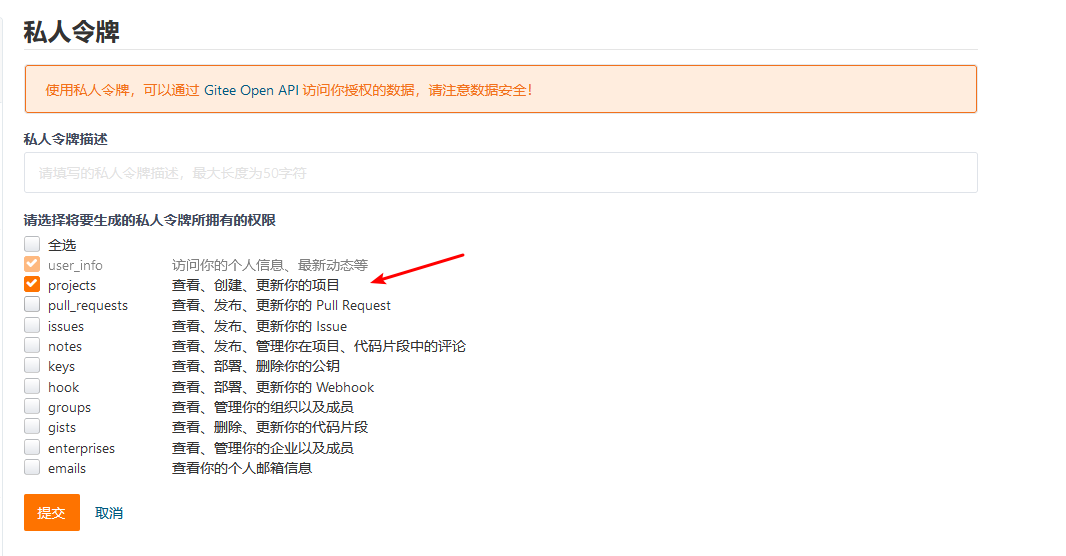 私人令牌
使用私人令牌，可以通过 Gitee Open API 访问你授权的数据，请注意数据安全！
私人令牌描述
请填写的私人令牌描述，最大长度为50字符
请选择将要生成的私人令牌所拥有的权限
全选
user_info 访问你的个人信息、最新动态等
projects 查看、创建、更新你的项目
pull_requests 查看、发布、更新你的 Pull Request
issues 查看、发布、更新你的 Issue
notes 查看、发布、管理你在项目、代码片段中的评论
keys 查看、部署、删除你的公钥
hook 查看、部署、更新你的 Webhook
groups 查看、管理你的组织以及成员
gists 查看、删除、更新你的代码片段
enterprises 查看、管理你的企业以及成员
emails 查看你的个人邮箱信息
提交 取消